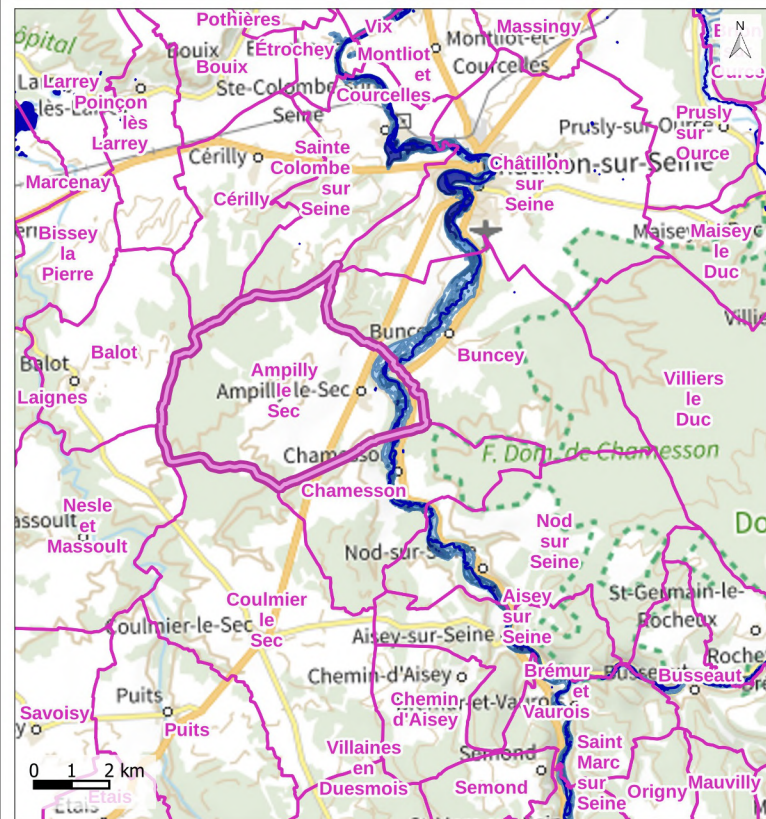 Pothières
Vix
Massingy
N
ôpital
Bouix
Étrochey
Montliot-et-
Montliot
et
Courcelles
Bouix
Courcelles
Larrey
Ste-Colombe-sur-
Seine
Poinçon
lès
Larrey
Prusly-sur-Ource
Prusly
sur
Ource
Cérilly
Sainte
Colombe
sur
Seine
Châtillon
sur
Seine
Marcenay
Cérilly
Bissey
la
Pierre
Maisey
le
Duc
Buncey
Balot
Balot
Ampilly
le
Sec
Ampilly-le-Sec
Buncey
Villiers
le
Duc
Laignes
Chamesson
F. Dom. de Chamesson
Chamesson
Nesle
et
Massoult
Nod
sur
Seine
Do
Nod-sur-S
Coulmier
le
Sec
Coulmier-le-Sec
Aisey
sur
Seine
St-Germain-le-
Rocheux
Aisey-sur-Seine
Chemin-d'Aisey
Brémur
et
Vaurois
Busseaut
Puits
Savoisy
Puits
Chemin
d'Aisey
Villaines
en
Duesmois
Semond
Semond
Saint
Marc
sur
Seine
Origny
Mauvilly
0 1 2 km
Etais
Etais